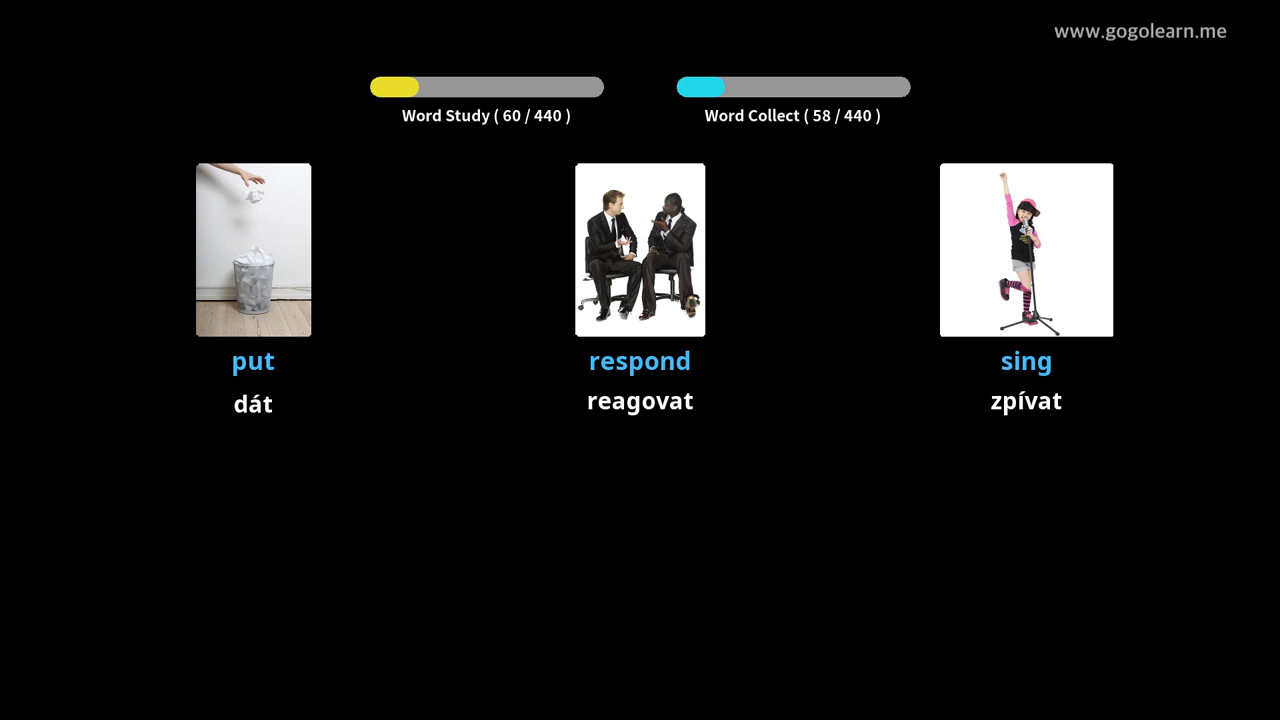 www.gogolearn.me
Word Study ( 60 / 440 )
Word Collect ( 58 / 440 )
put
respond
sing
dát
reagovat
zpívat